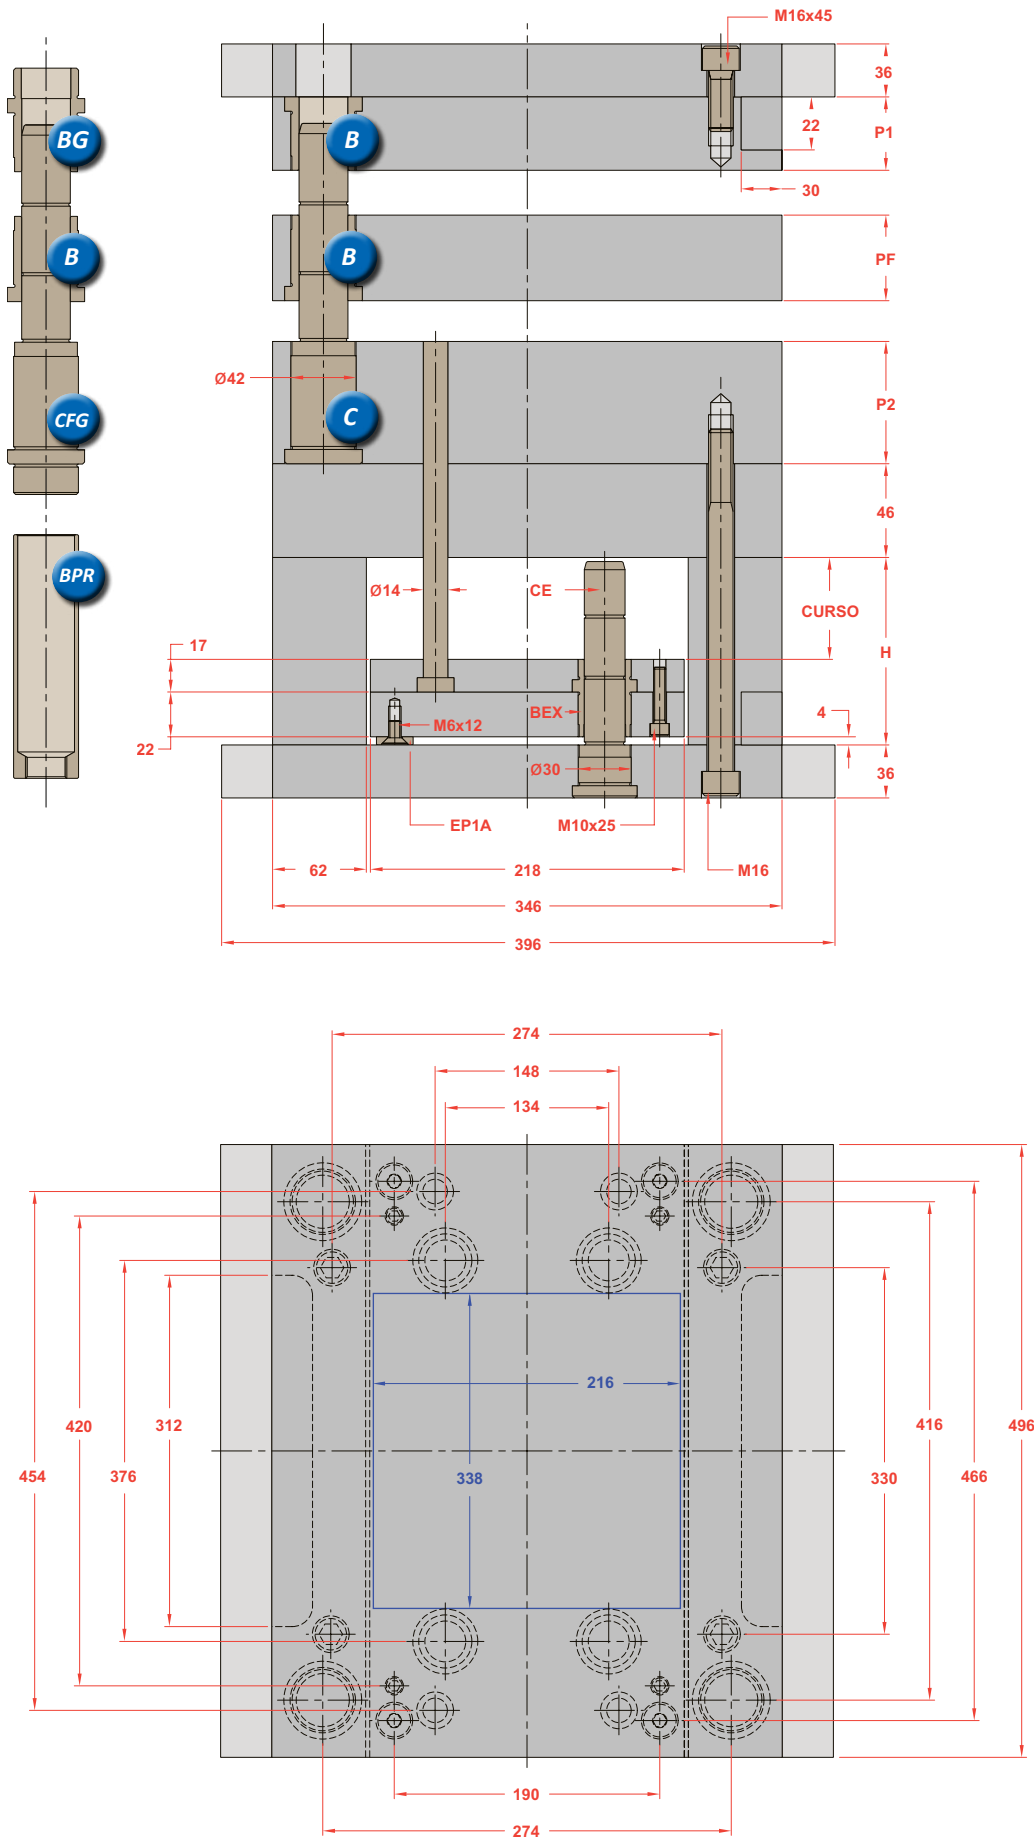 M16x45
36
BG
B
22
P1
30
B
B
PF
Ø42
P2
CFG
C
46
BPR
Ø14
CE
CURSO
17
H
BEX
4
M6x12
22
Ø30
36
EP1A
M10x25
62
218
M16
346
396
274
148
134
216
420
312
416
496
454
376
338
330
466
190
274